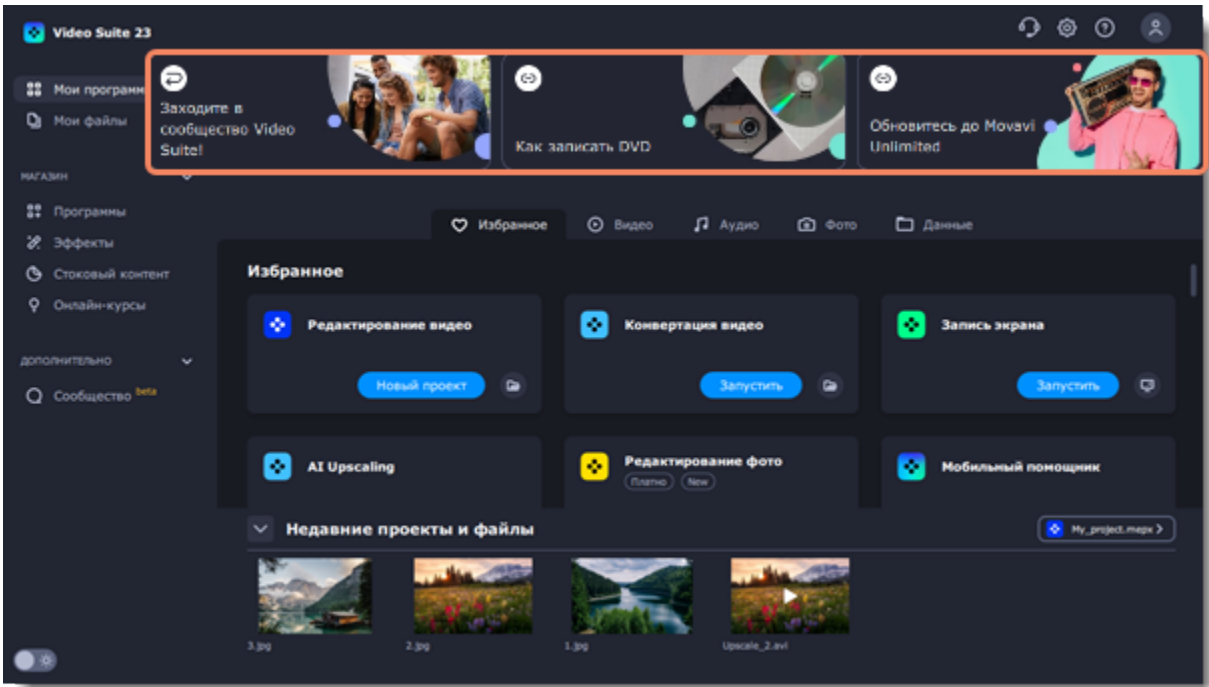 Video Suite 23
Мои программ
Мои файлы
Заходите в
сообщество Video
Suite!
Как записать DVD
Обновитесь до Movavi
Unlimited
МАГАЗИН
Программы
Эффекты
Стоковый контент
Онлайн-курсы
ДОПОЛНИТЕЛЬНО
Сообщество beta
Избранное
Видео
Аудио
Фото
Данные
Избранное
Редактирование видео
Новый проект
Конвертация видео
Запустить
Запись экрана
Запустить
AI Upscaling
Редактирование фото
Платно
New
Мобильный помощник
Недавние проекты и файлы
My_project.mepx
3.jpg
2.jpg
1.jpg
Upscale_2.avi